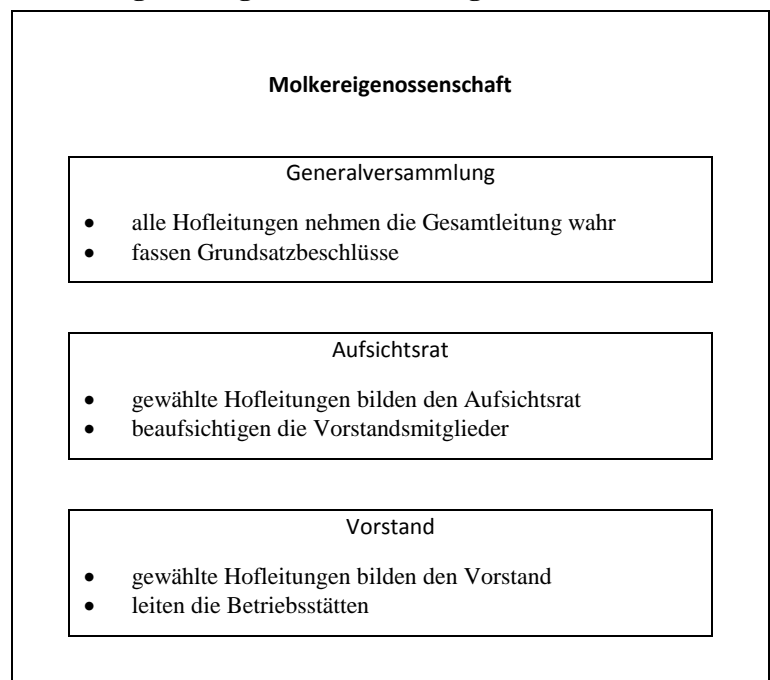 Molkereigenossenschaft
Generalversammlung
• alle Hofleitungen nehmen die Gesamtleitung wahr
• fassen Grundsatzbeschlüsse
Aufsichtsrat
• gewählte Hofleitungen bilden den Aufsichtsrat
• beaufsichtigen die Vorstandsmitglieder
Vorstand
• gewählte Hofleitungen bilden den Vorstand
• leiten die Betriebsstätten